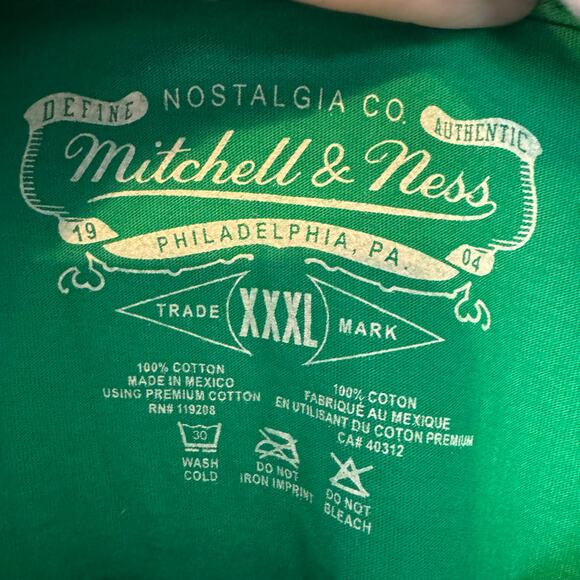 NOSTALGIA CO.
DEFINE
AUTHENTIC
Mitchell & Ness
19
PHILADELPHIA, PA.
04
TRADE
XXXL
MARK
100% COTTON
MADE IN MEXICO
USING PREMIUM COTTON
RN# 119208
100% COTON
FABRIQUÉ AU MEXIQUE
EN UTILISANT DU COTON PREMIUM
CA# 40312
30
WASH
COLD
DO NOT
IRON IMPRINT
DO NOT
BLEACH